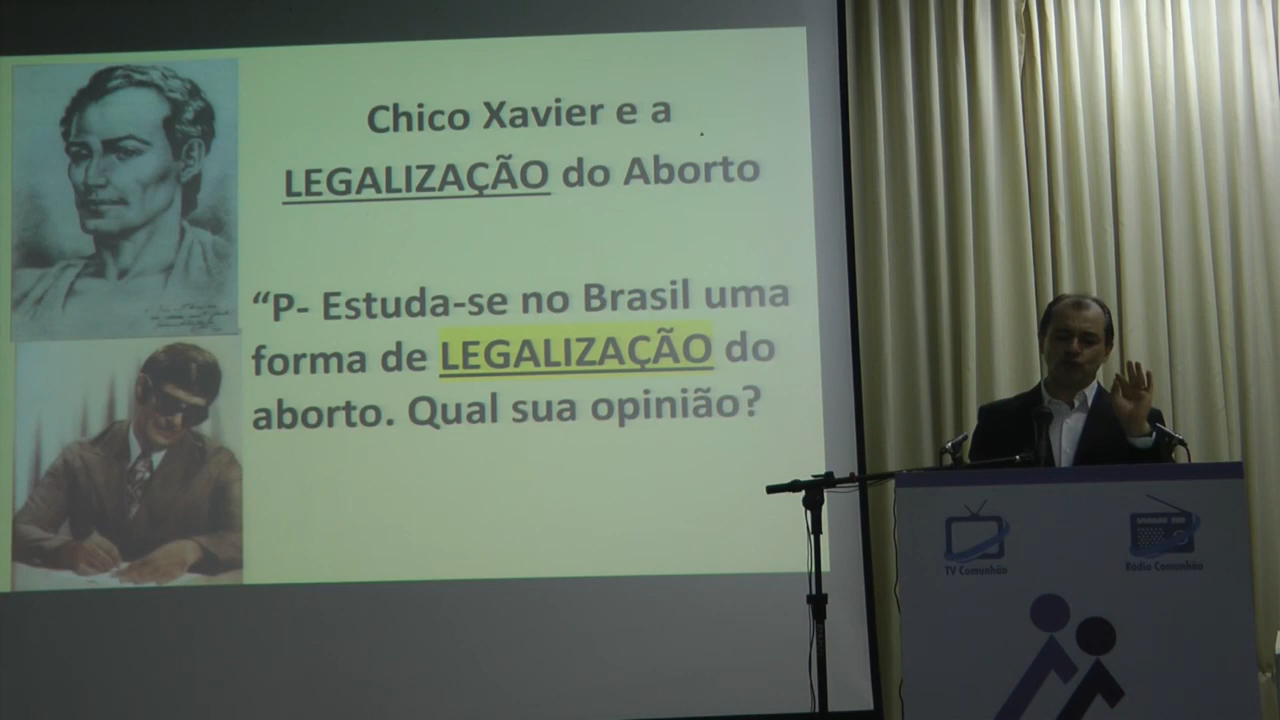 Chico Xavier e a
LEGALIZAÇÃO do Aborto
“P- Estuda-se no Brasil uma
forma de LEGALIZAÇÃO do
aborto. Qual sua opinião?
TV Comunhão
Rádio Comunhão